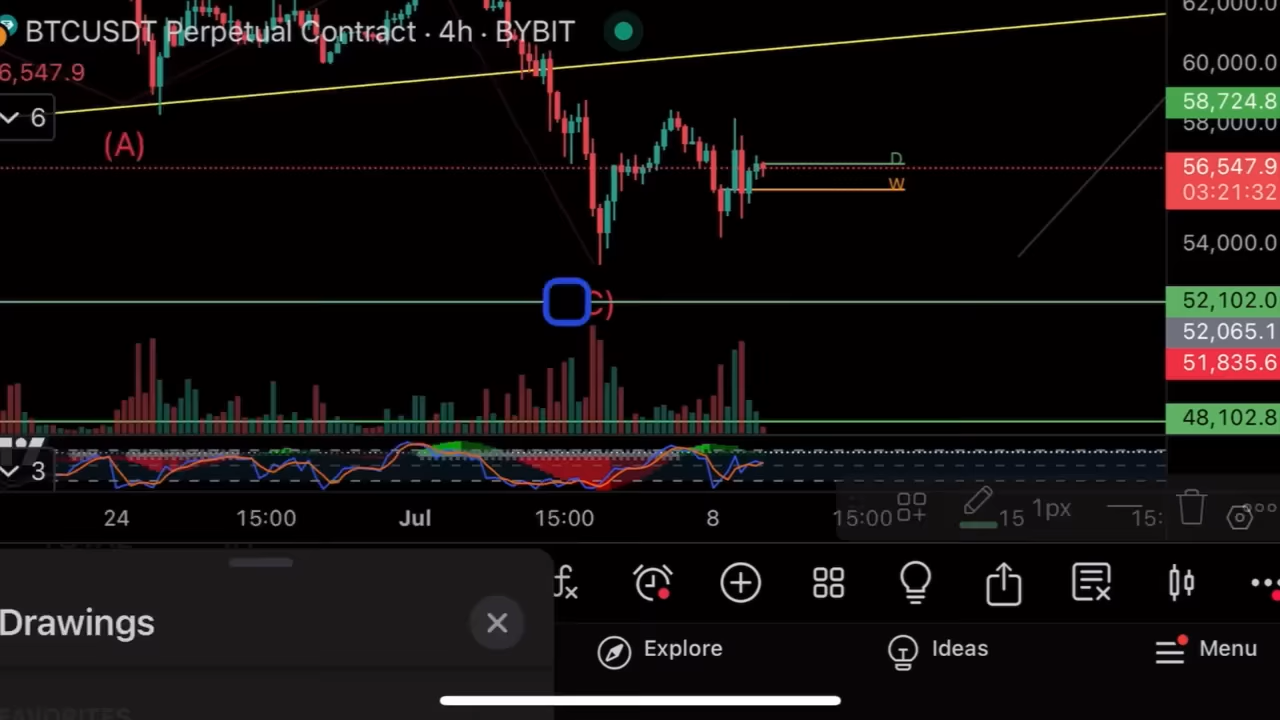 BTCUSDT Perpetual Contract · 4h · BYBIT
62,000.0
60,000.0
6,547.9
6
58,724.8
58,000.0
(A)
D
56,547.9
03:21:32
W
54,000.0
C)
52,102.0
52,065.1
51,835.6
48,102.8
3
24
15:00
Jul
15:00
8
15:00
15
1px
15:
Drawings
Explore
Ideas
Menu
FAVORITES